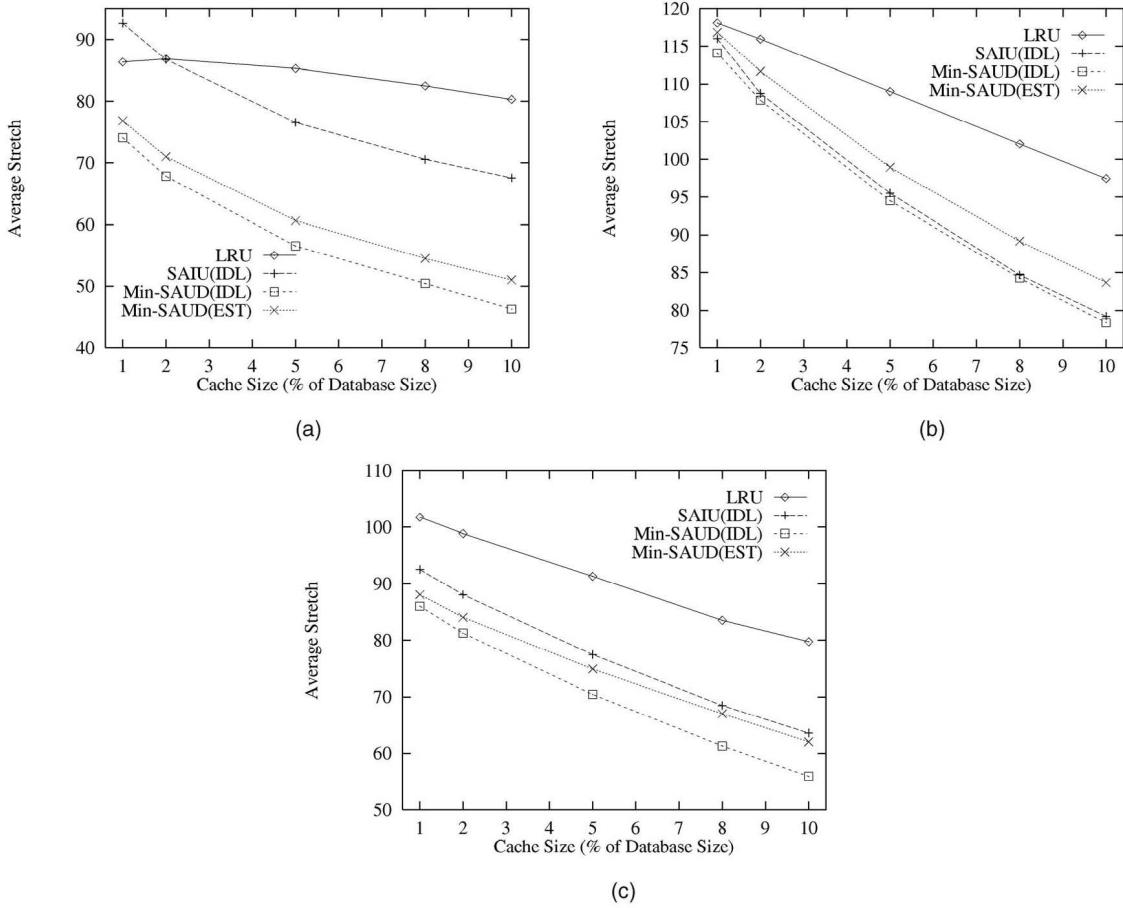 90
80
70
60
50
40
Average Stretch
LRU
SAIU(IDL)
Min-SAUD(IDL)
Min-SAUD(EST)
1 2 3 4 5 6 7 8 9 10
Cache Size (% of Database Size)
(a)
120
115
110
105
100
95
90
85
80
75
Average Stretch
LRU
SAIU(IDL)
Min-SAUD(IDL)
Min-SAUD(EST)
1 2 3 4 5 6 7 8 9 10
Cache Size (% of Database Size)
(b)
110
100
90
80
70
60
50
Average Stretch
LRU
SAIU(IDL)
Min-SAUD(IDL)
Min-SAUD(EST)
1 2 3 4 5 6 7 8 9 10
Cache Size (% of Database Size)
(c)